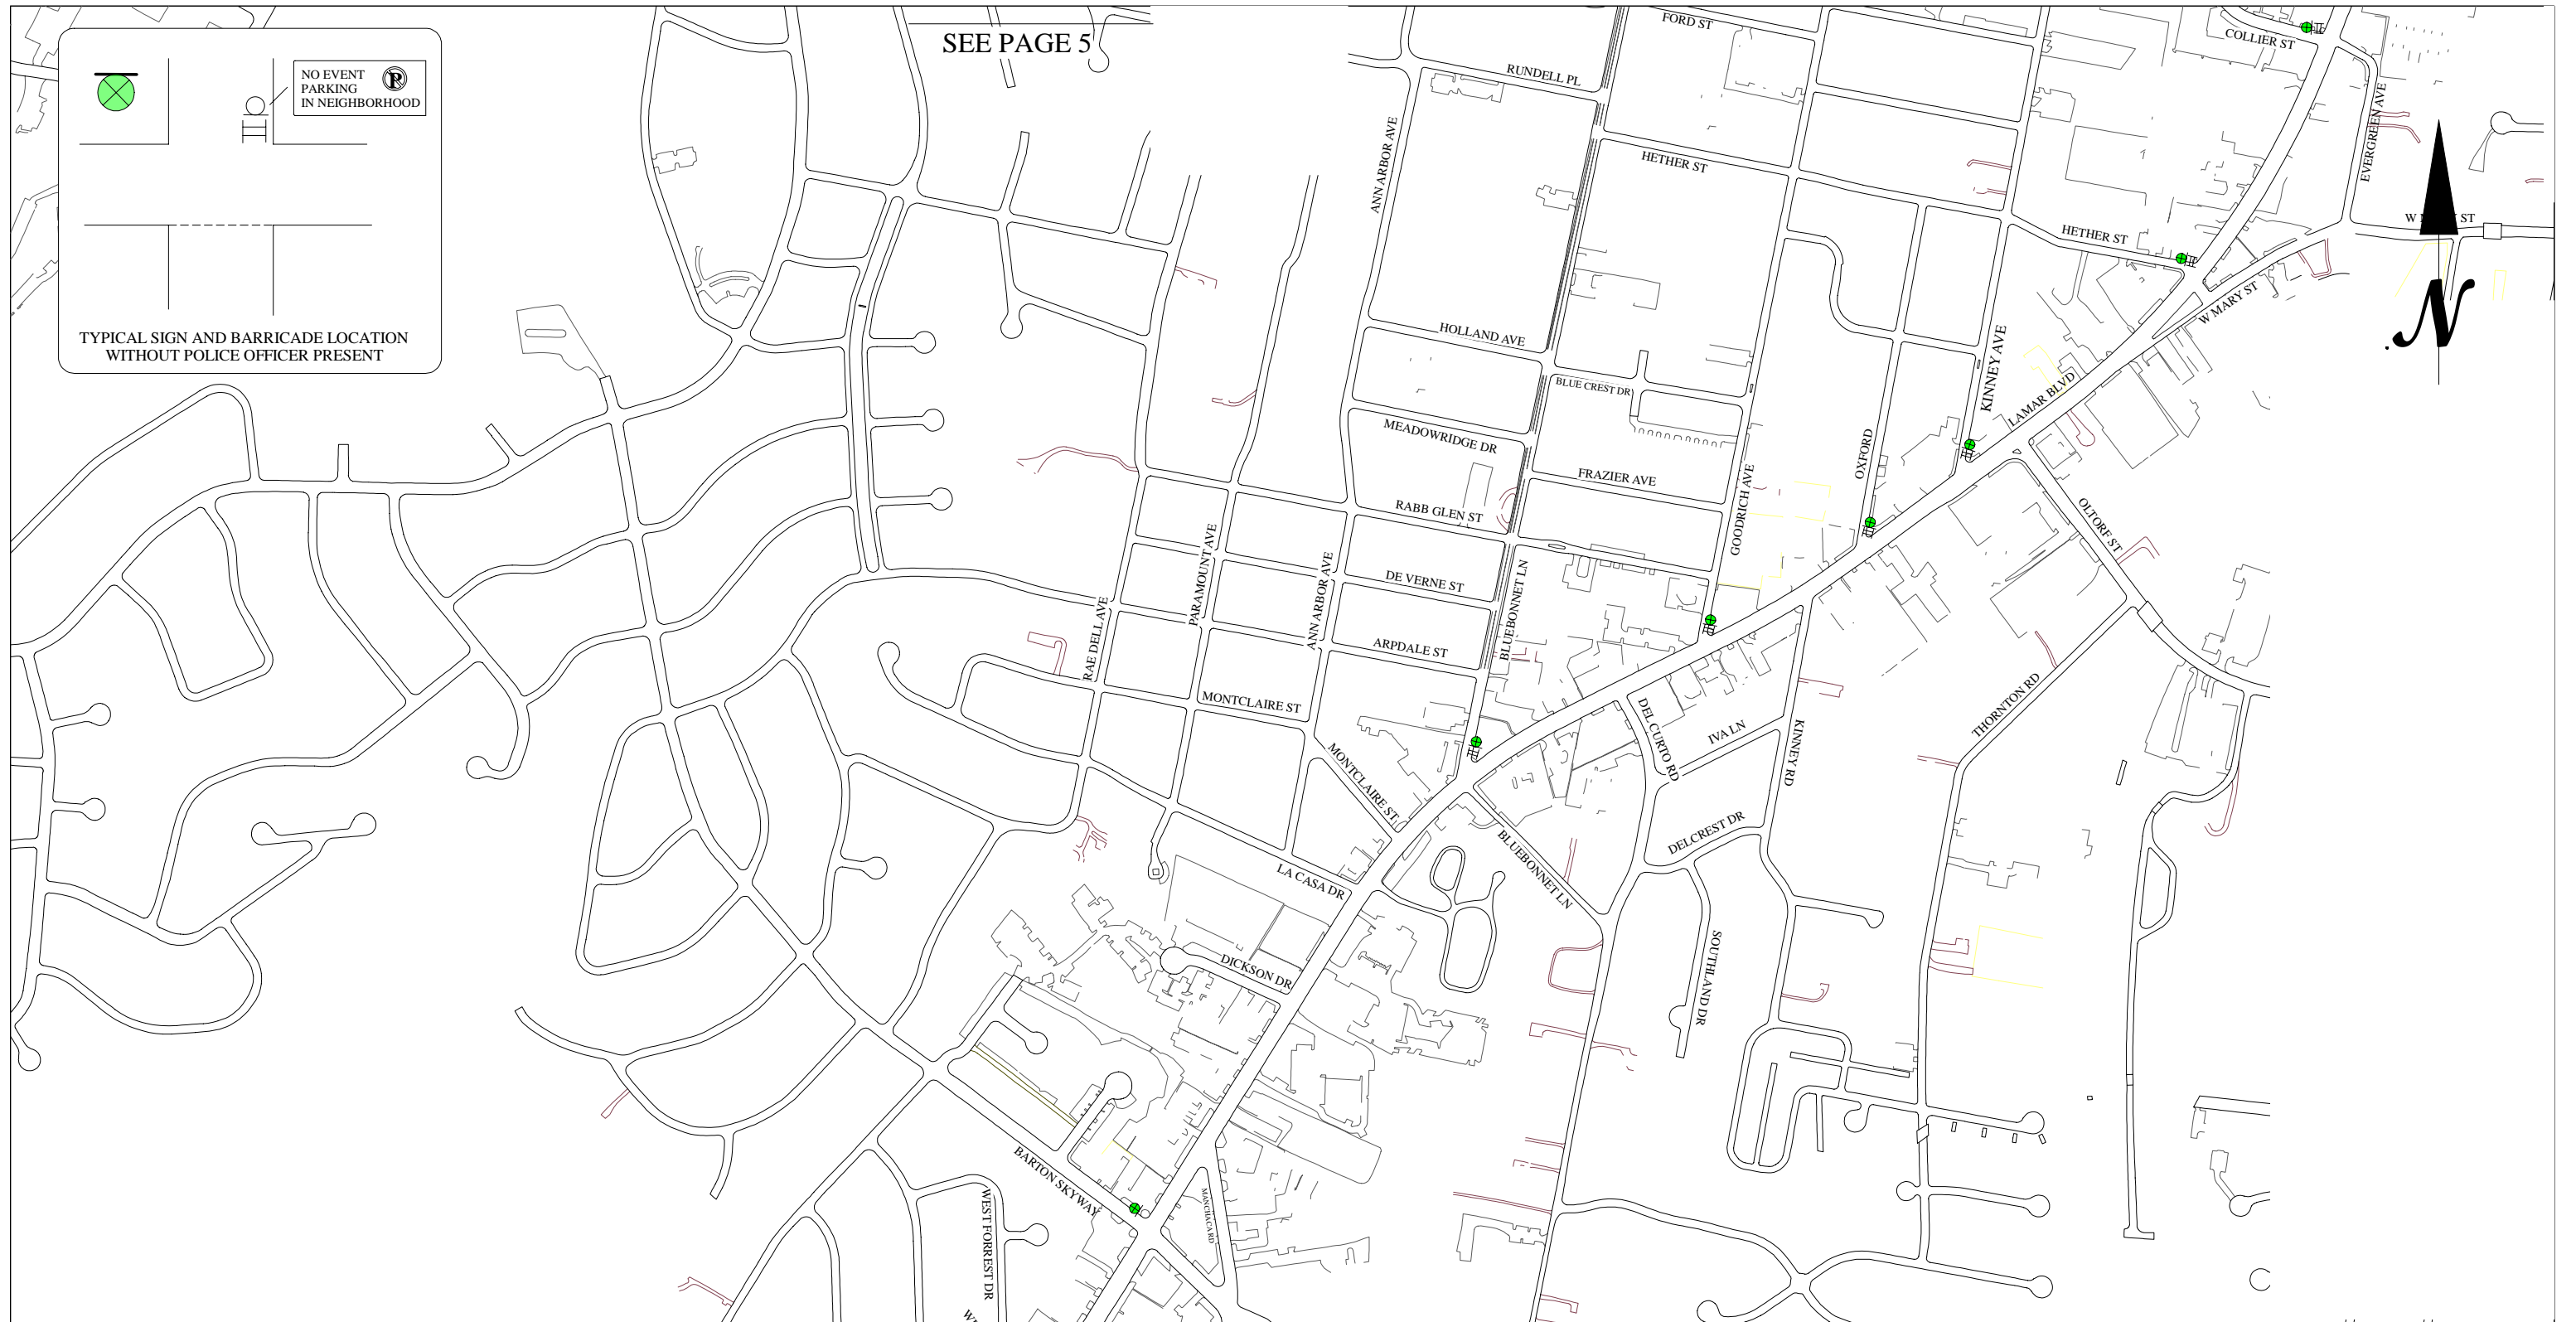 SEE PAGE 5
NO EVENT
PARKING
IN NEIGHBORHOOD
P
TYPICAL SIGN AND BARRICADE LOCATION
WITHOUT POLICE OFFICER PRESENT
FORD ST
COLLIER ST
RUNDELL PL
EVERGREEN AVE
ANN ARBOR AVE
HETHER ST
HETHER ST
ST
N
W MARY ST
HOLLAND AVE
KINNEY AVE
BLUE CREST DR
LAMAR BLVD
MEADOWRIDGE DR
FRAZIER AVE
OXFORD
GOODRICH AVE
RABB GLEN ST
OLTORF ST
PARAMOUNT AVE
ANN ARBOR AVE
DE VERNE ST
BLUEBONNET LN
RAE DELL AVE
ARPDALE ST
MONTCLAIRE ST
DEL CURTO RD
IVA LN
KINNEY RD
THORNTON RD
MONTCLAIRE ST
BLUEBONNET LN
DELCREST DR
LA CASA DR
DICKSON DR
SOUTHLAND DR
BARTON SKYWAY
WEST FORREST DR
MANCHACA RD